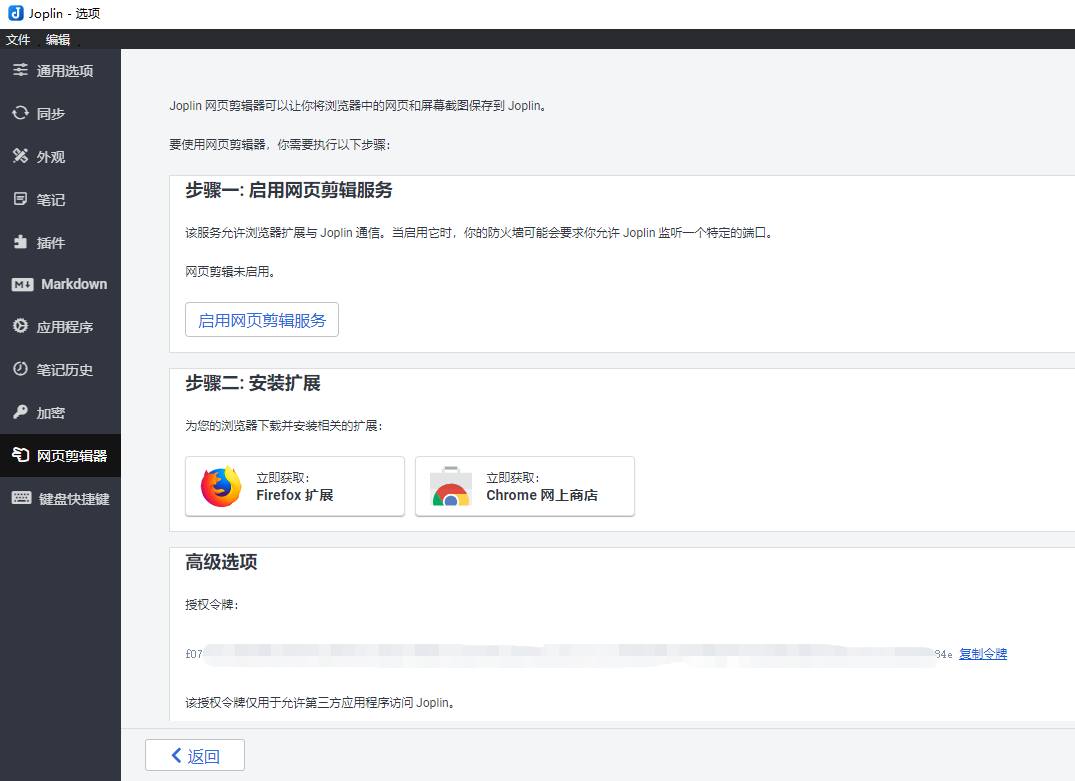 Joplin - 选项
文件 编辑
通用选项
同步
外观
笔记
插件
Markdown
应用程序
笔记历史
加密
网页剪辑器
键盘快捷键
Joplin 网页剪辑器可以让你将浏览器中的网页和屏幕截图保存到 Joplin。
要使用网页剪辑器，你需要执行以下步骤：
步骤一: 启用网页剪辑服务
该服务允许浏览器扩展与 Joplin 通信。当启用它时，你的防火墙可能会要求你允许 Joplin 监听一个特定的端口。
网页剪辑未启用。
启用网页剪辑服务
步骤二: 安装扩展
为您的浏览器下载并安装相关的扩展：
立即获取：
Firefox 扩展
立即获取：
Chrome 网上商店
高级选项
授权令牌：
f07 84e 复制令牌
该授权令牌仅用于允许第三方应用程序访问 Joplin。
返回